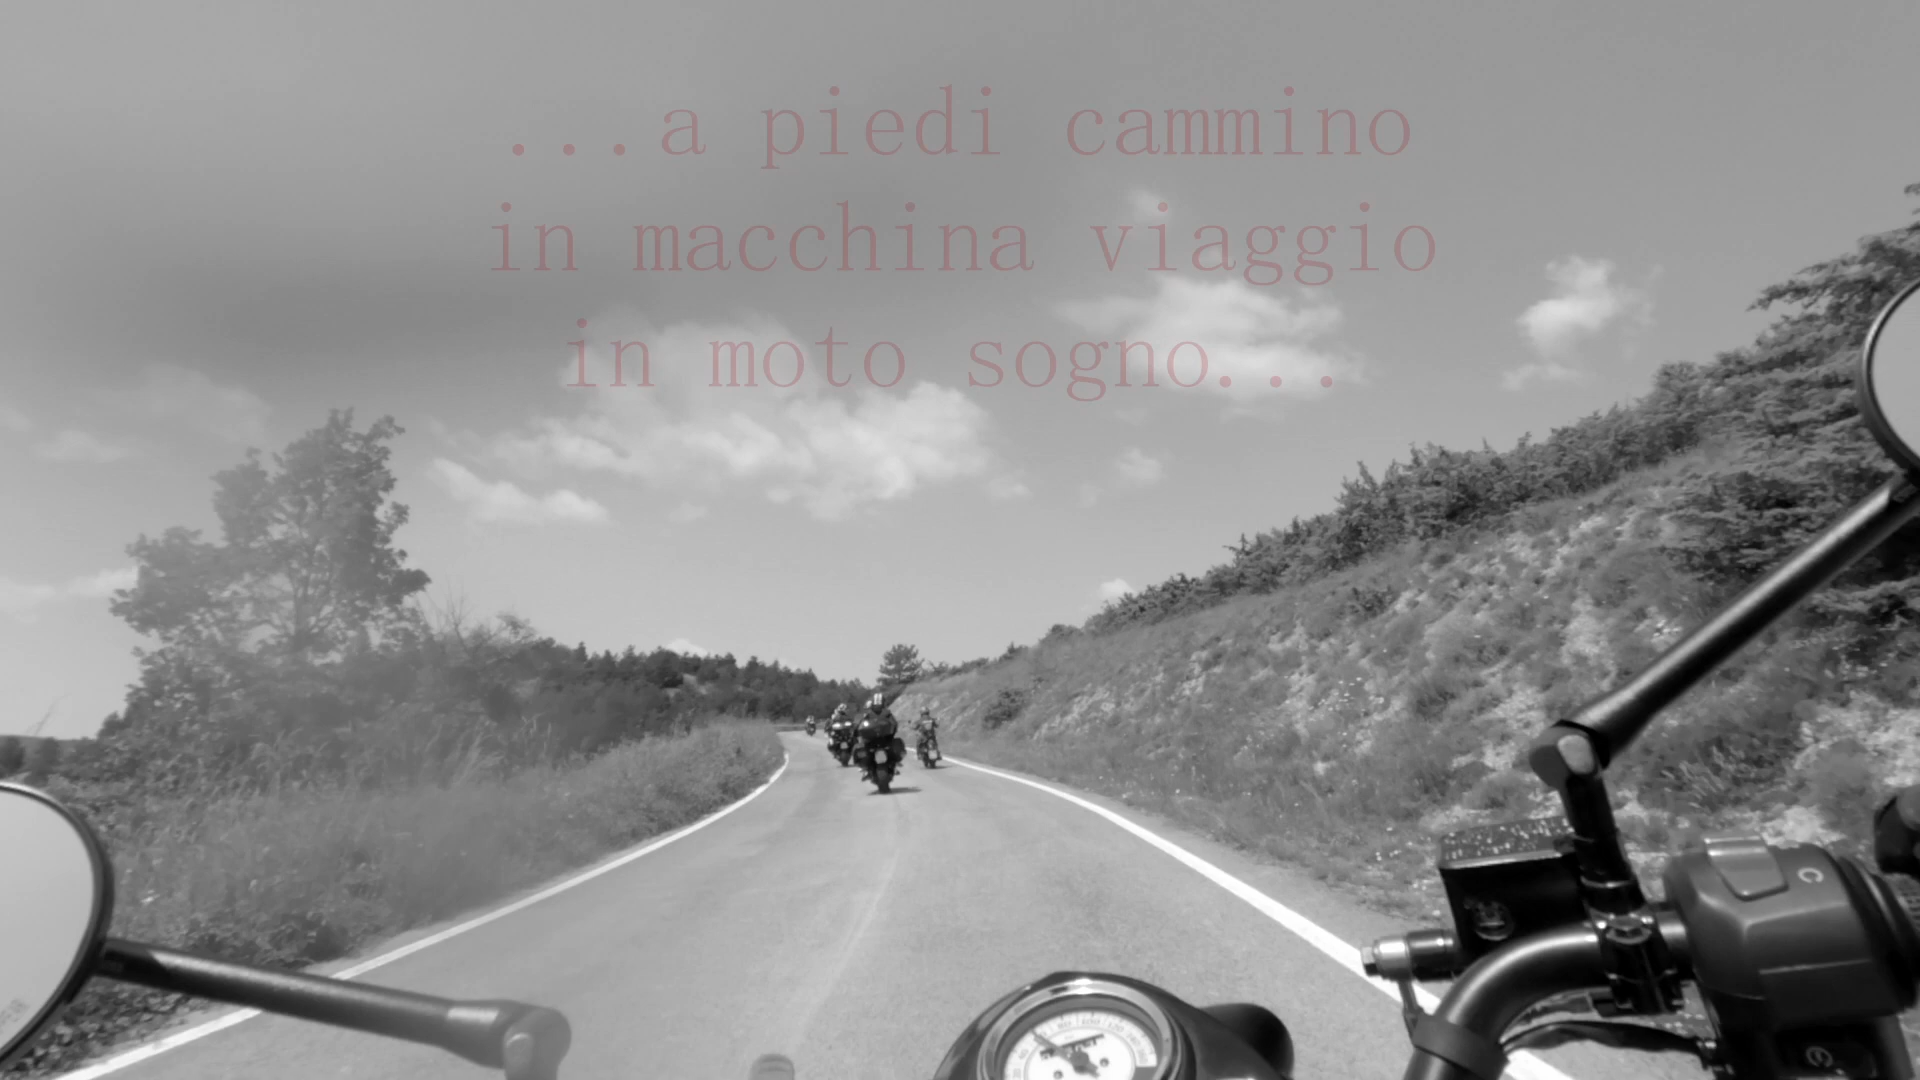 ...a piedi cammino
in macchina viaggio
in moto sogno...